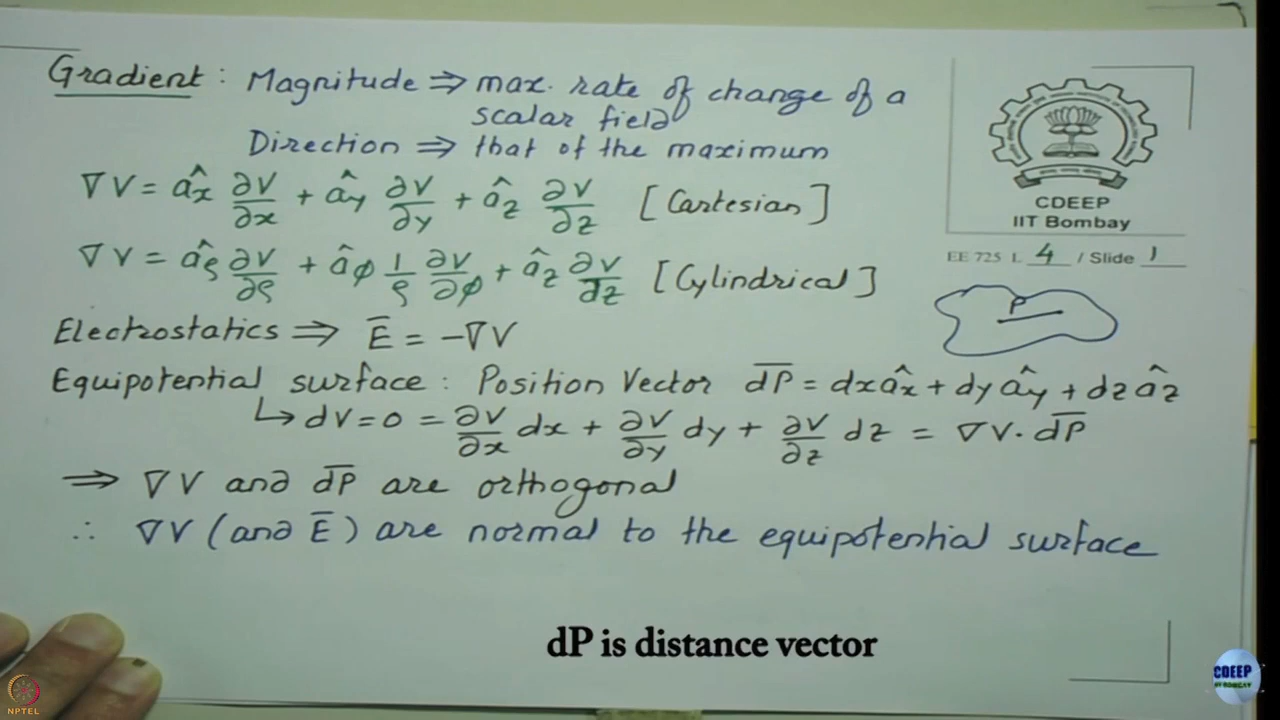 Gradient : Magnitude ⇒ max. rate of change of a
scalar field
Direction ⇒ that of the maximum
∇V = âx ∂V/∂x + ây ∂V/∂y + âz ∂V/∂z [Cartesian]
CDEEP
IIT Bombay
EE 725 L 4 / Slide 1
∇V = âρ ∂V/∂ρ + âφ 1/ρ ∂V/∂φ + âz ∂V/∂z [Cylindrical]
P
Electrostatics ⇒ E̅ = -∇V
Equipotential surface : Position Vector d̅P̅ = dx âx + dy ây + dz âz
↳ dV = 0 = ∂V/∂x dx + ∂V/∂y dy + ∂V/∂z dz = ∇V · d̅P̅
⇒ ∇V and d̅P̅ are orthogonal
∴ ∇V (and E̅) are normal to the equipotential surface
dP is distance vector
NPTEL
CDEEP
IIT BOMBAY